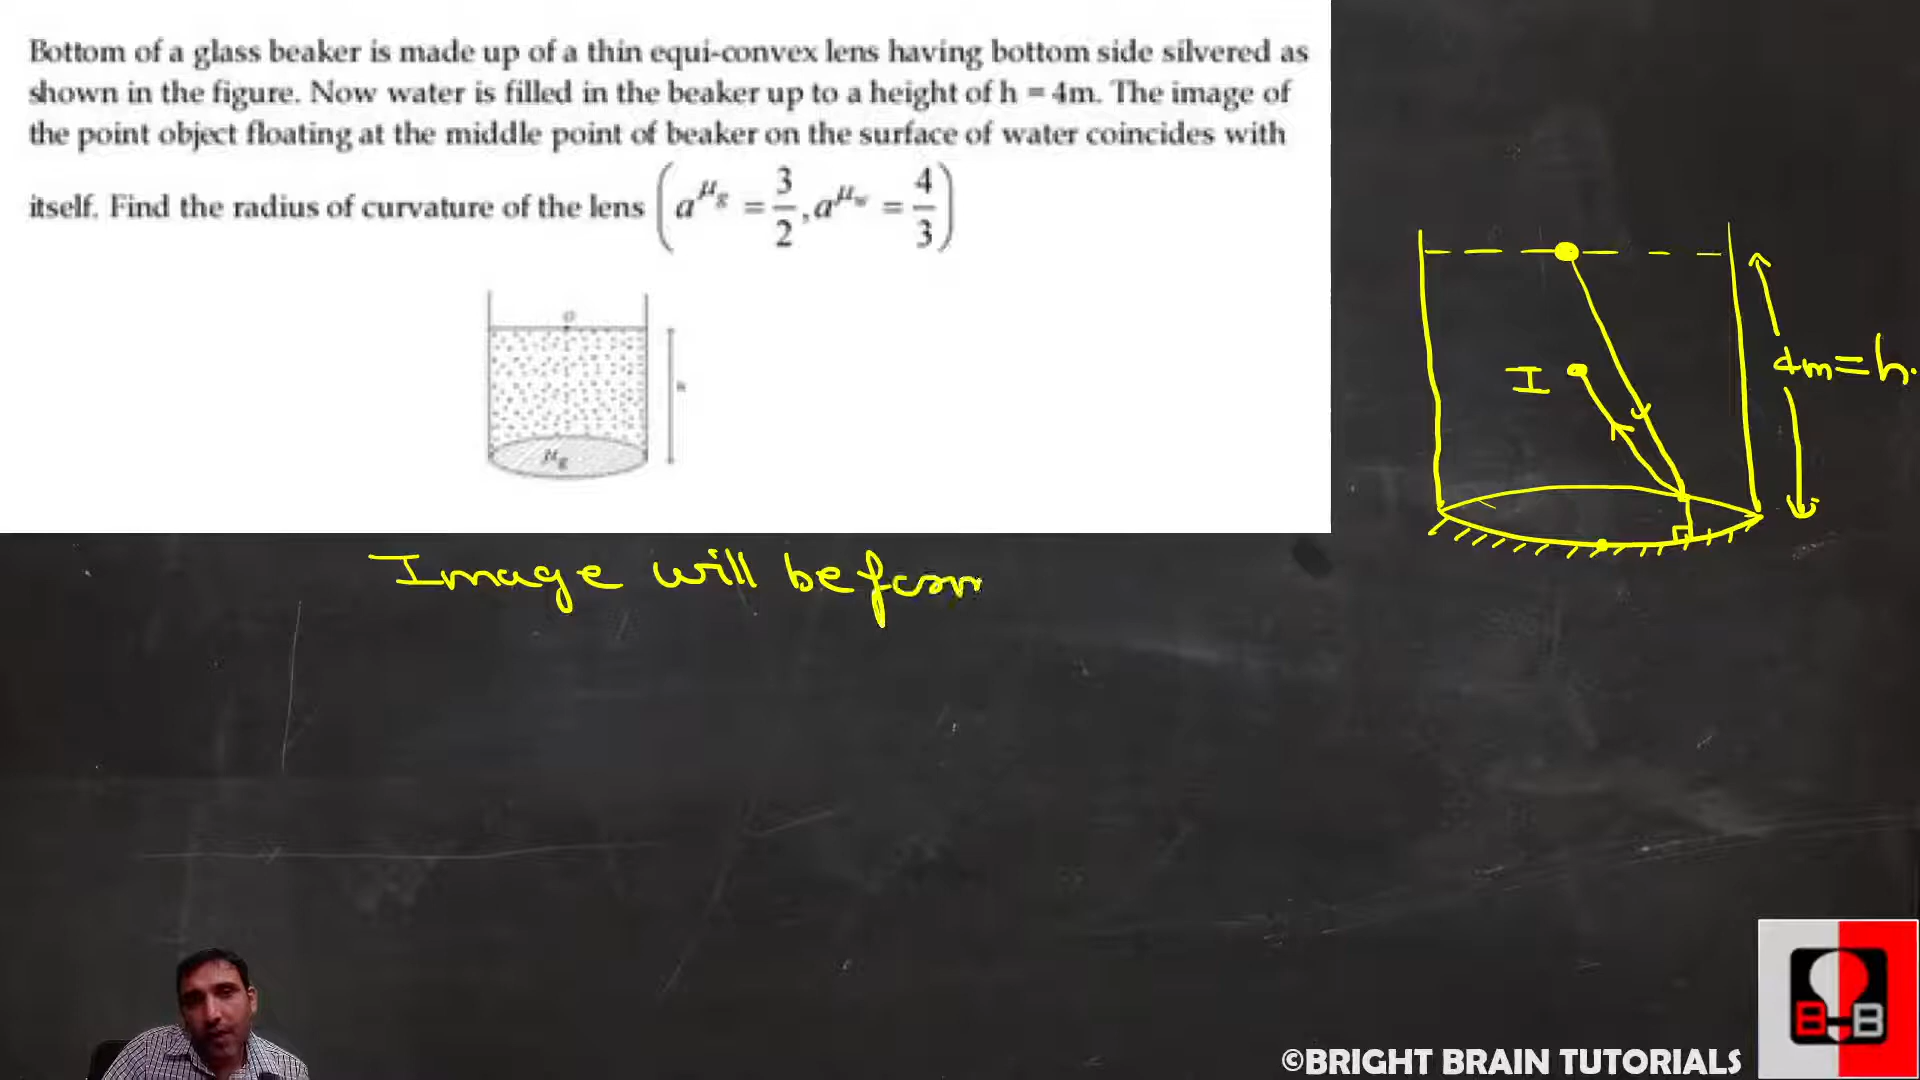 Bottom of a glass beaker is made up of a thin equi-convex lens having bottom side silvered as
shown in the figure. Now water is filled in the beaker up to a height of h = 4m. The image of
the point object floating at the middle point of beaker on the surface of water coincides with
itself. Find the radius of curvature of the lens (a^μg = 3/2, a^μw = 4/3)
O
μg
I
4m = h.
Image will be form
B-B
©BRIGHT BRAIN TUTORIALS